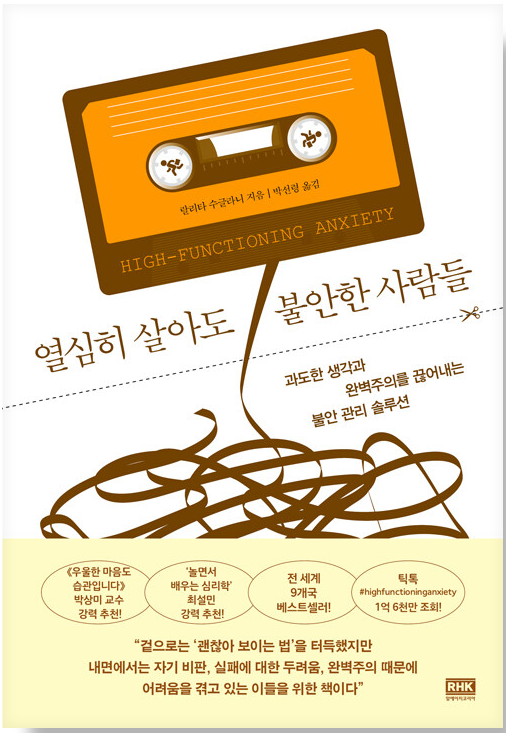 랄리타 수글라니 지음 | 박선령 옮김
HIGH-FUNCTIONING ANXIETY
열심히 살아도 불안한 사람들
과도한 생각과
완벽주의를 끊어내는
불안 관리 솔루션
《우울한 마음도
습관입니다》
박상미 교수
강력 추천!
‘놀면서
배우는 심리학’
최설민
강력 추천!
전 세계
9개국
베스트셀러!
틱톡
#highfunctioninganxiety
1억 6천만 조회!
“겉으로는 ‘괜찮아 보이는 법’을 터득했지만
내면에서는 자기 비판, 실패에 대한 두려움, 완벽주의 때문에
어려움을 겪고 있는 이들을 위한 책이다”
RHK
알에이치코리아